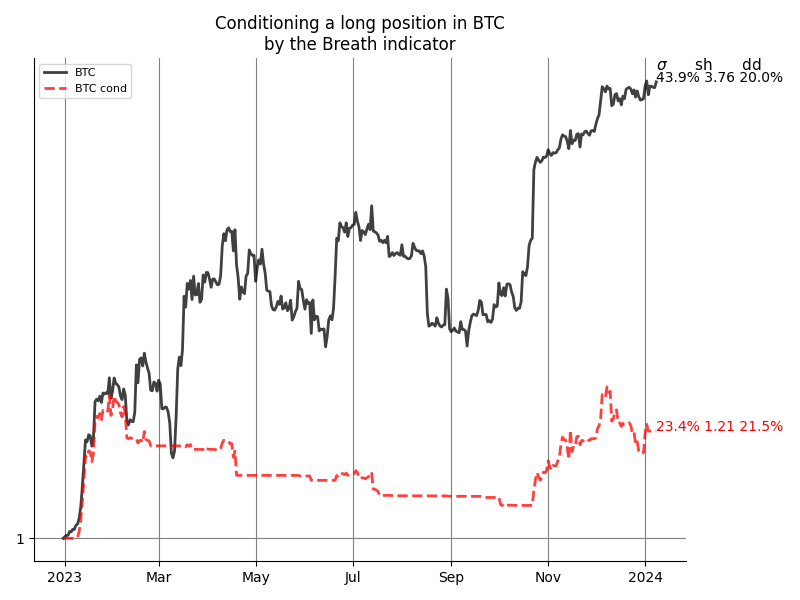 Conditioning a long position in BTC
by the Breath indicator
BTC
BTC cond
σ sh dd
43.9% 3.76 20.0%
23.4% 1.21 21.5%
1
2023 Mar May Jul Sep Nov 2024